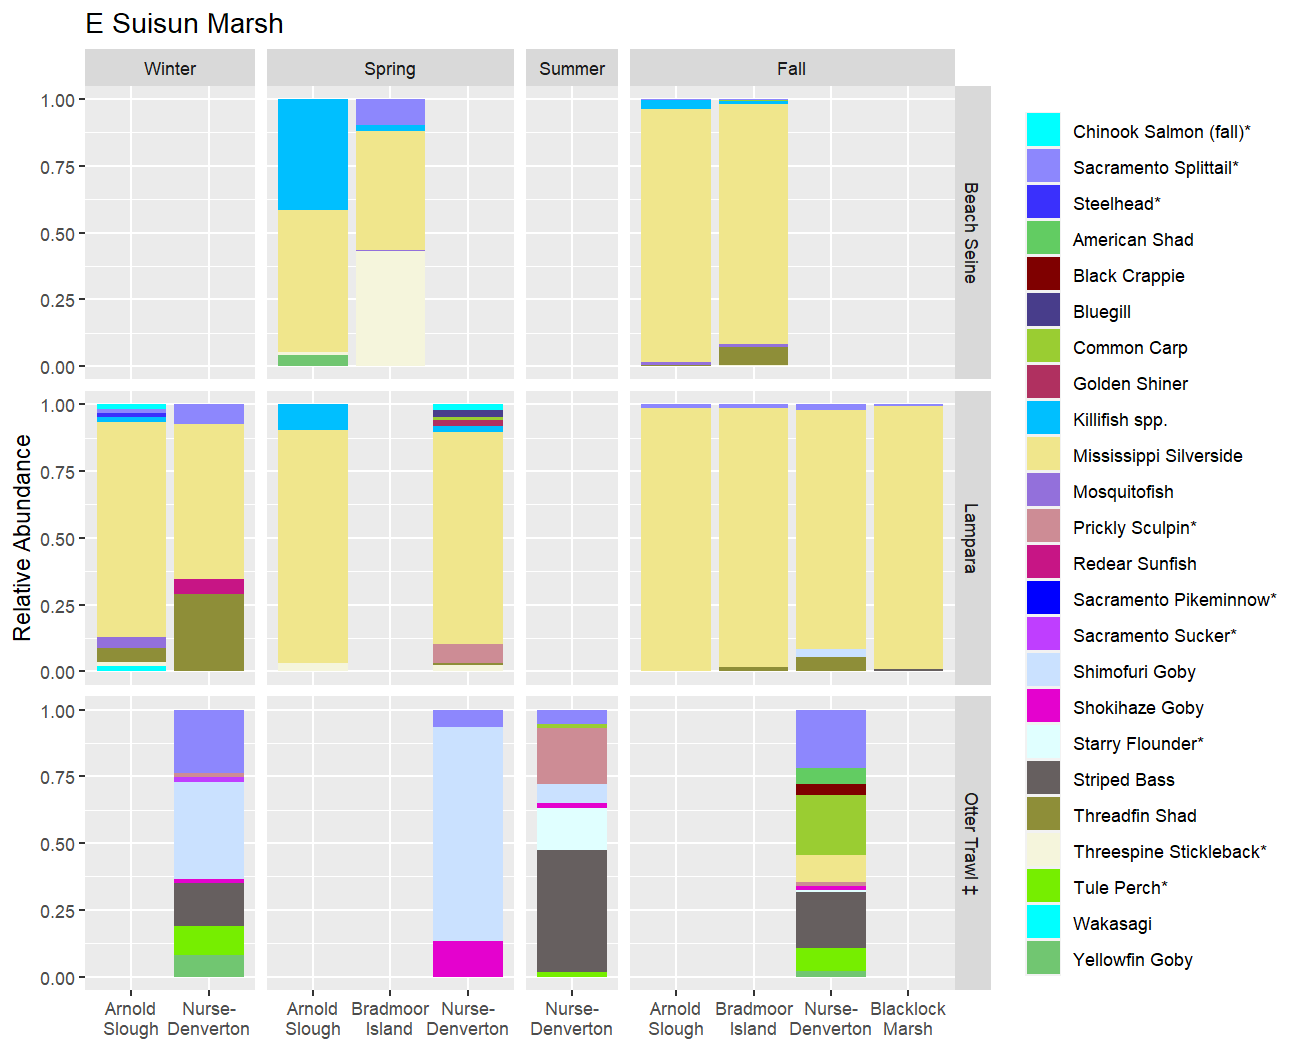 E Suisun Marsh
Winter
Spring
Summer
Fall
Relative Abundance
1.00
0.75
0.50
0.25
0.00
Beach Seine
1.00
0.75
0.50
0.25
0.00
Lampara
1.00
0.75
0.50
0.25
0.00
Otter Trawl ‡
Arnold
Slough
Nurse-
Denverton
Arnold
Slough
Bradmoor
Island
Nurse-
Denverton
Nurse-
Denverton
Arnold
Slough
Bradmoor
Island
Nurse-
Denverton
Blacklock
Marsh
Chinook Salmon (fall)*
Sacramento Splittail*
Steelhead*
American Shad
Black Crappie
Bluegill
Common Carp
Golden Shiner
Killifish spp.
Mississippi Silverside
Mosquitofish
Prickly Sculpin*
Redear Sunfish
Sacramento Pikeminnow*
Sacramento Sucker*
Shimofuri Goby
Shokihaze Goby
Starry Flounder*
Striped Bass
Threadfin Shad
Threespine Stickleback*
Tule Perch*
Wakasagi
Yellowfin Goby